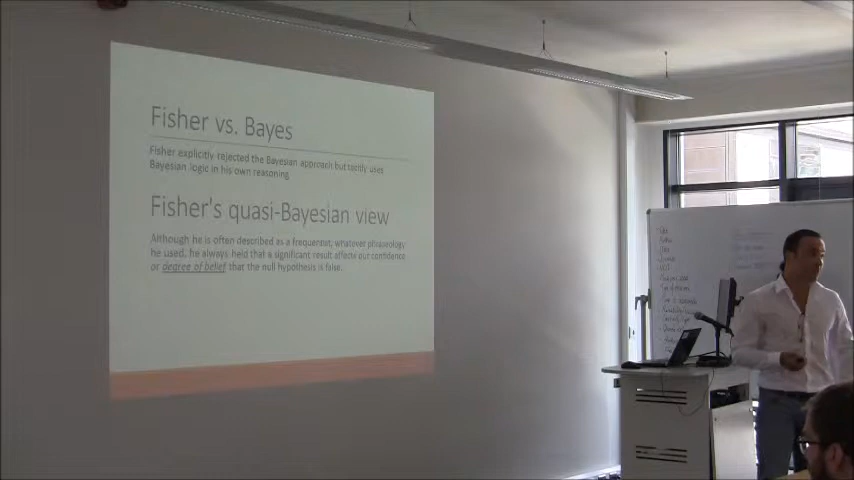 Fisher vs. Bayes
Fisher explicitly rejected the Bayesian approach but tacitly uses
Bayesian logic in his own reasoning
Fisher's quasi-Bayesian view
Although he is often described as a frequentist, whatever phraseology
he used, he always held that a significant result affects our confidence
or degree of belief that the null hypothesis is false.